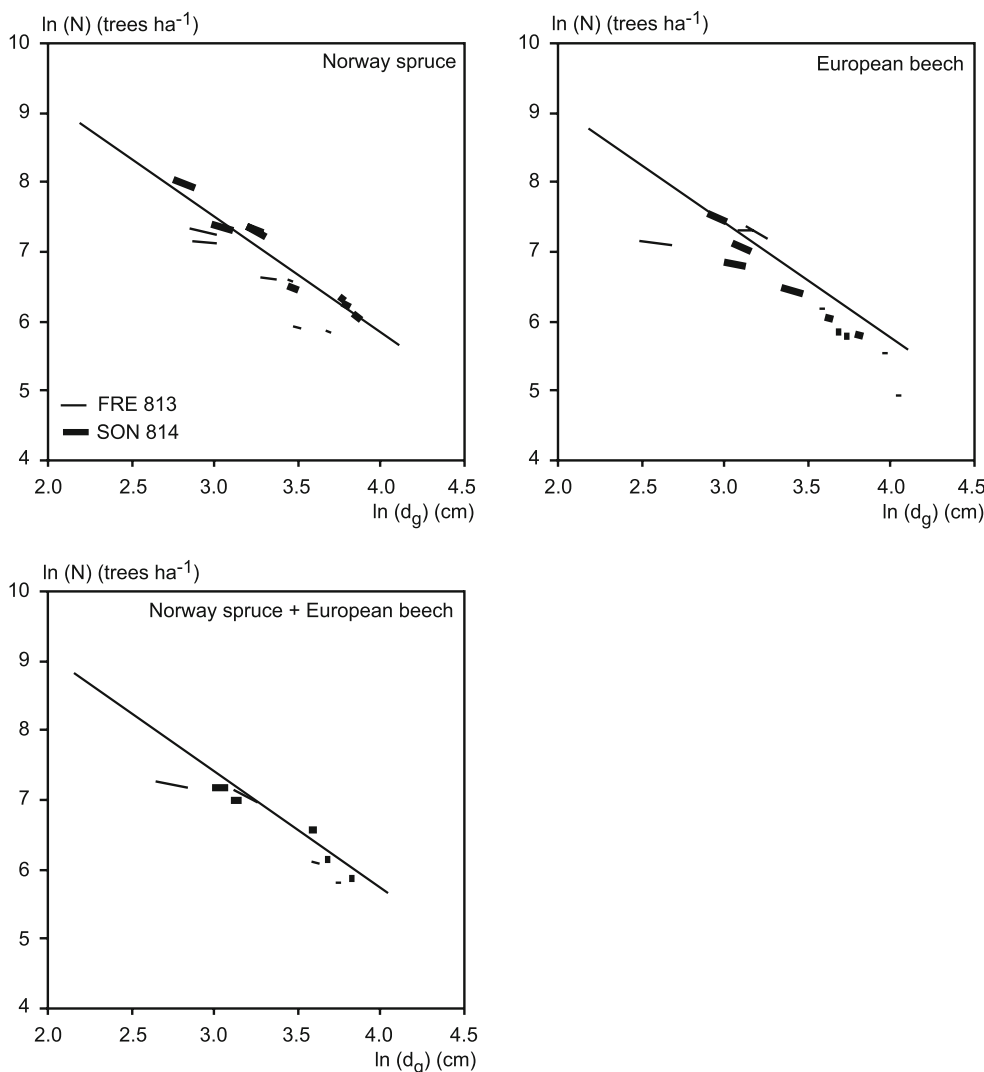 ln (N) (trees ha-1)
Norway spruce
10
9
8
7
6
5
4
FRE 813
SON 814
2.0 2.5 3.0 3.5 4.0 4.5
ln (dg) (cm)
ln (N) (trees ha-1)
European beech
10
9
8
7
6
5
4
2.0 2.5 3.0 3.5 4.0 4.5
ln (dg) (cm)
ln (N) (trees ha-1)
Norway spruce + European beech
10
9
8
7
6
5
4
2.0 2.5 3.0 3.5 4.0 4.5
ln (dg) (cm)